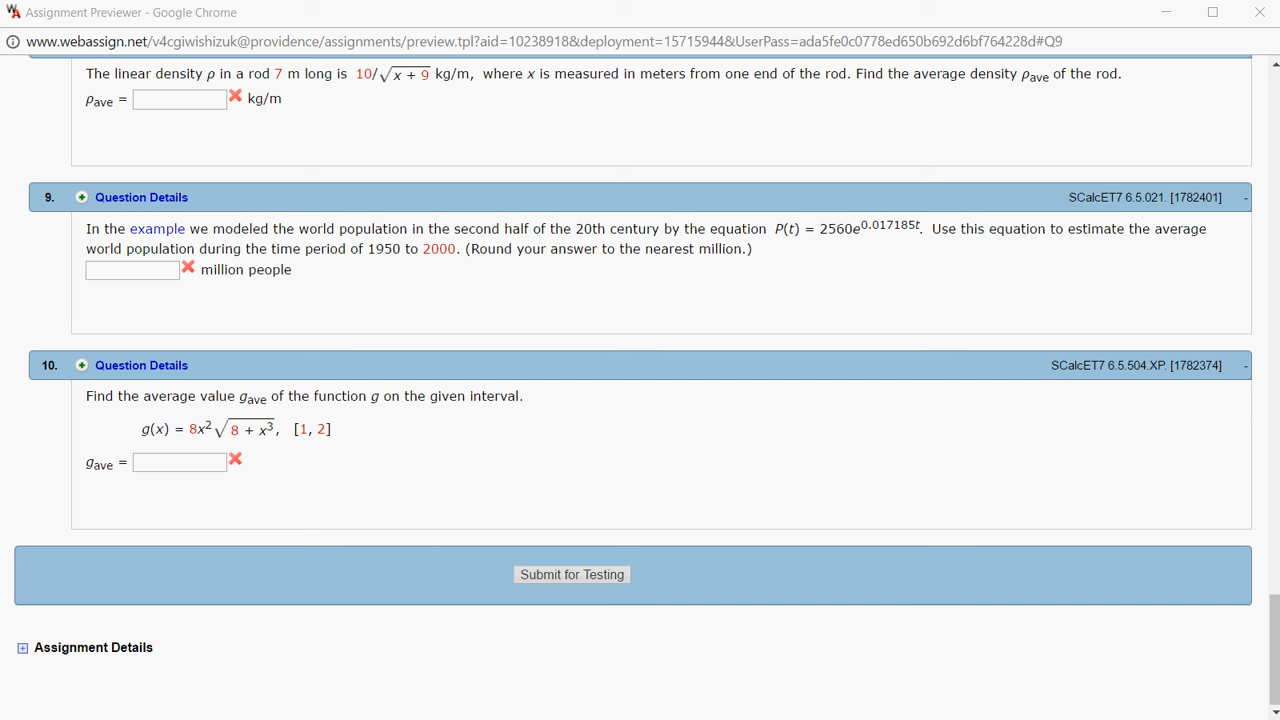 Assignment Previewer - Google Chrome
www.webassign.net/v4cgiwishizuk@providence/assignments/preview.tpl?aid=10238918&deployment=15715944&UserPass=ada5fe0c0778ed650b692d6bf764228d#Q9
The linear density ρ in a rod 7 m long is 10/√(x + 9) kg/m, where x is measured in meters from one end of the rod. Find the average density ρave of the rod.
ρave = kg/m
9. Question Details SCalcET7 6.5.021. [1782401] -
In the example we modeled the world population in the second half of the 20th century by the equation P(t) = 2560e^0.017185t. Use this equation to estimate the average
world population during the time period of 1950 to 2000. (Round your answer to the nearest million.)
million people
10. Question Details SCalcET7 6.5.504.XP. [1782374] -
Find the average value gave of the function g on the given interval.
g(x) = 8x²√(8 + x³), [1, 2]
gave =
Submit for Testing
Assignment Details